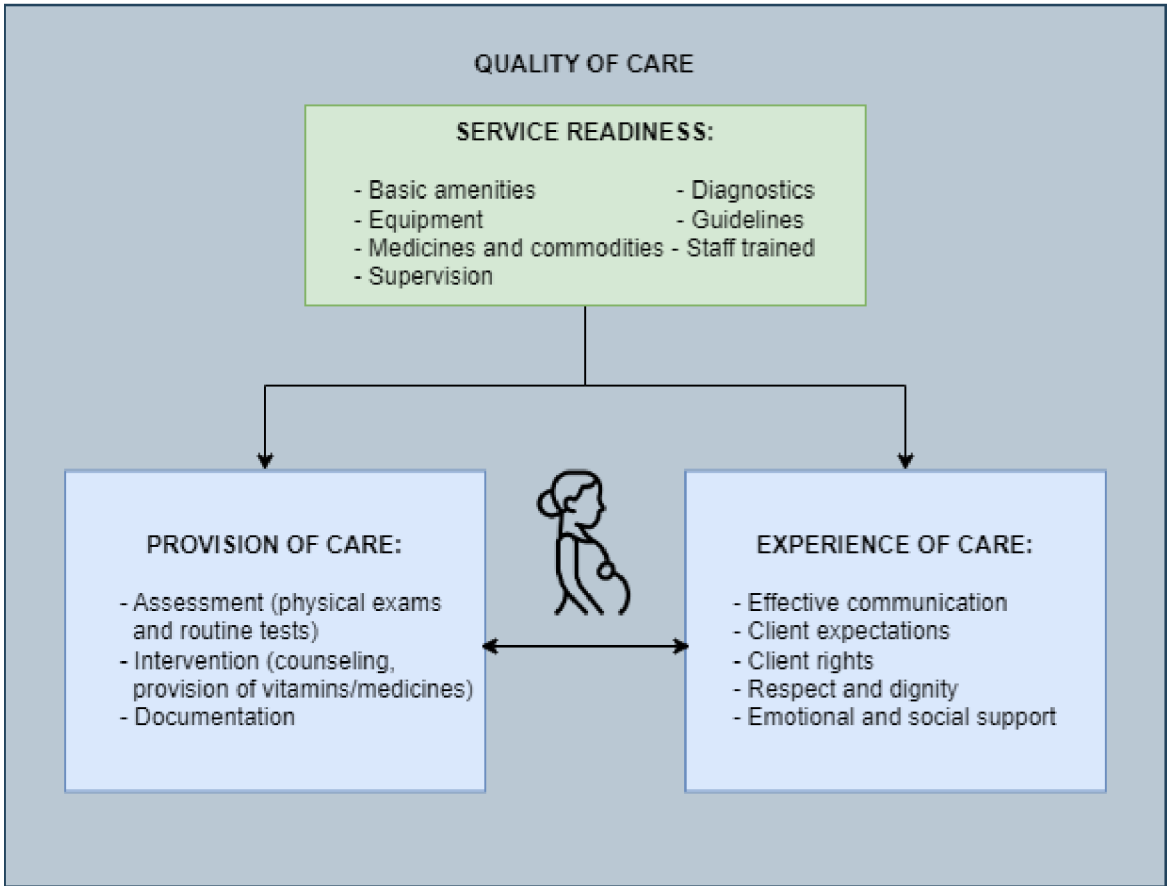 QUALITY OF CARE
SERVICE READINESS:
- Basic amenities - Diagnostics
- Equipment - Guidelines
- Medicines and commodities - Staff trained
- Supervision
PROVISION OF CARE:
- Assessment (physical exams
and routine tests)
- Intervention (counseling,
provision of vitamins/medicines)
- Documentation
EXPERIENCE OF CARE:
- Effective communication
- Client expectations
- Client rights
- Respect and dignity
- Emotional and social support